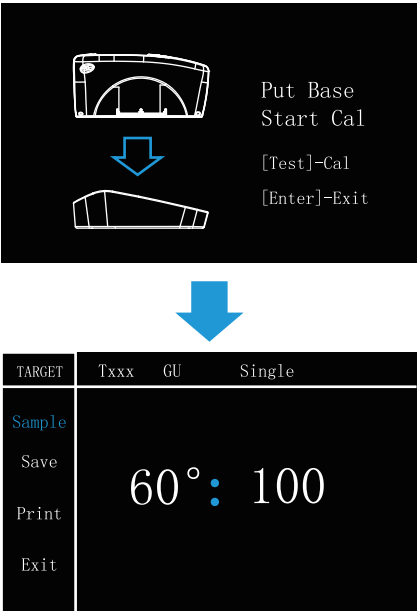 Put Base
Start Cal
[Test]-Cal
[Enter]-Exit
TARGET Txxx GU Single
Sample
Save
60°: 100
Print
Exit